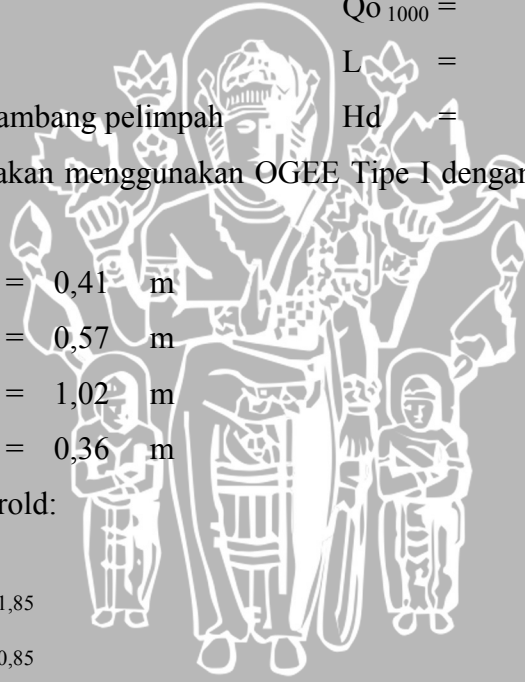 Qo 1000 =
L =
ambang pelimpah Hd =
akan menggunakan OGEE Tipe I dengan
= 0,41 m
= 0,57 m
= 1,02 m
= 0,36 m
rold:
1,85
0,85